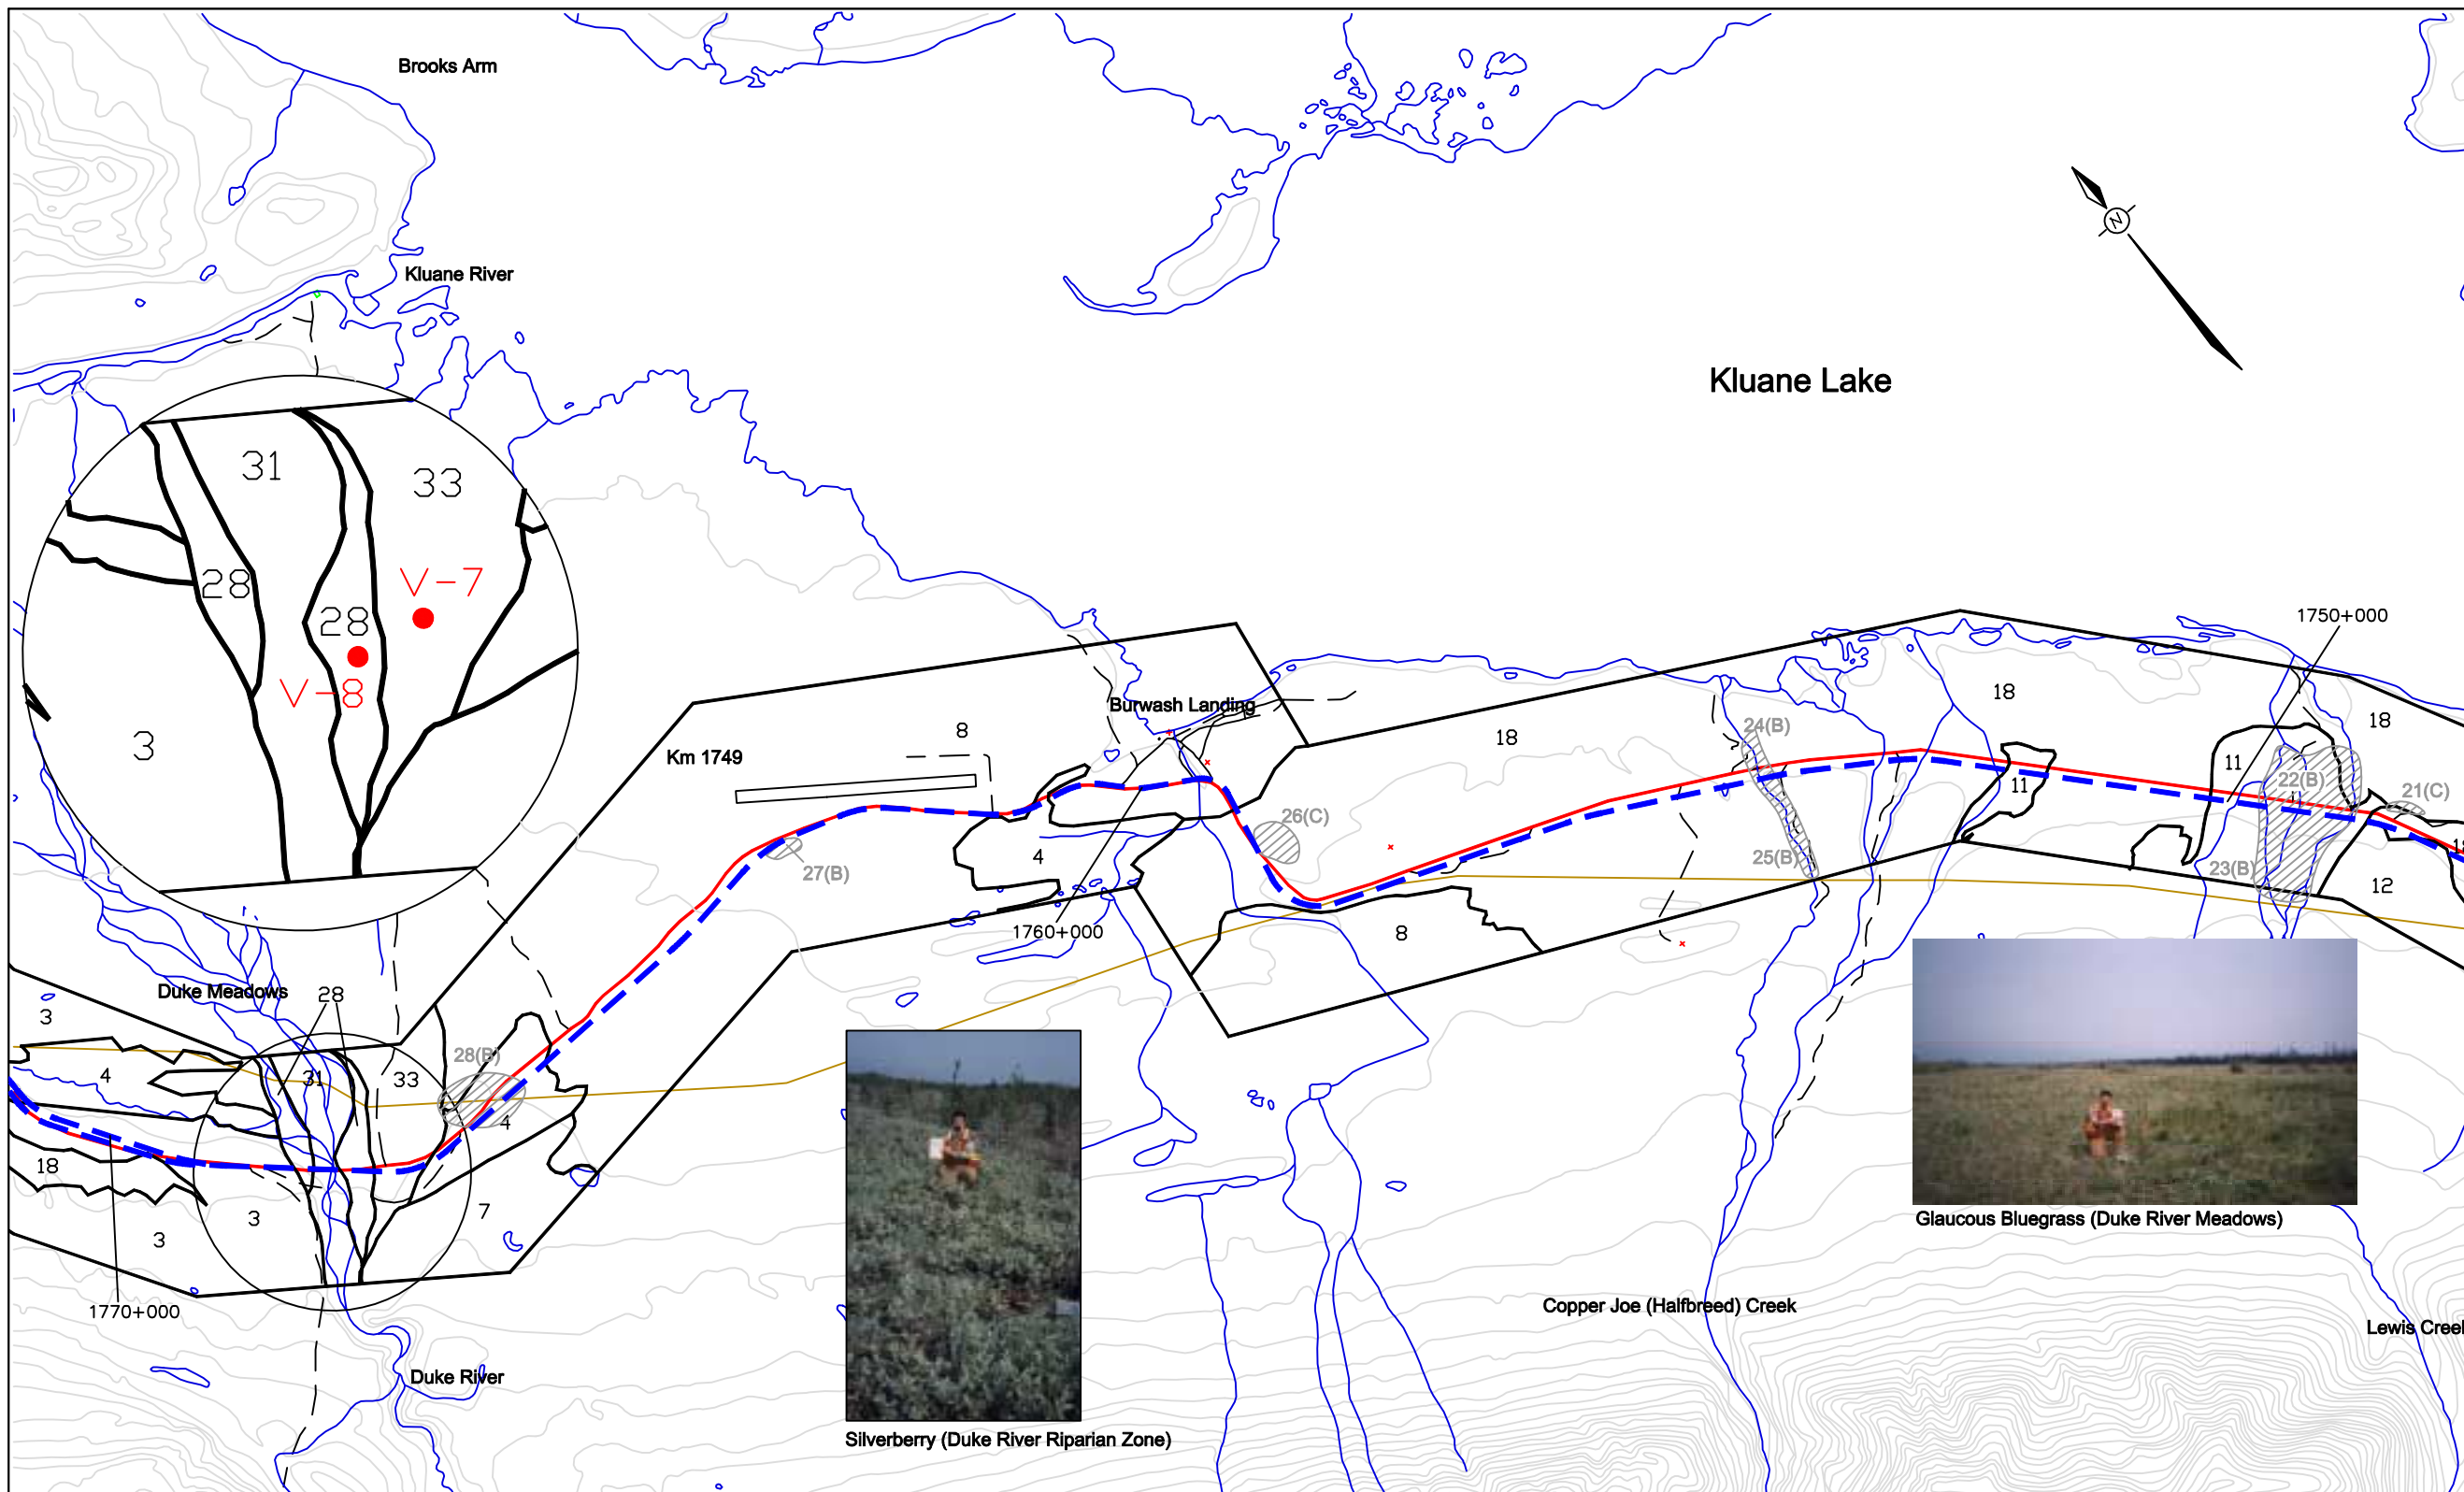 Brooks Arm
Kluane River
N
Kluane Lake
31
33
28
V-7
28
V-8
3
1750+000
18
18
18
8
Km 1749
Burwash Landing
24(B)
11
11
22(B)
21(C)
26(C)
27(B)
4
25(B)
23(B)
12
1760+000
8
Duke Meadows
28
3
4
31
33
28(B)
4
18
3
3
7
1770+000
Duke River
Silverberry (Duke River Riparian Zone)
Glaucous Bluegrass (Duke River Meadows)
Copper Joe (Halfbreed) Creek
Lewis Creek